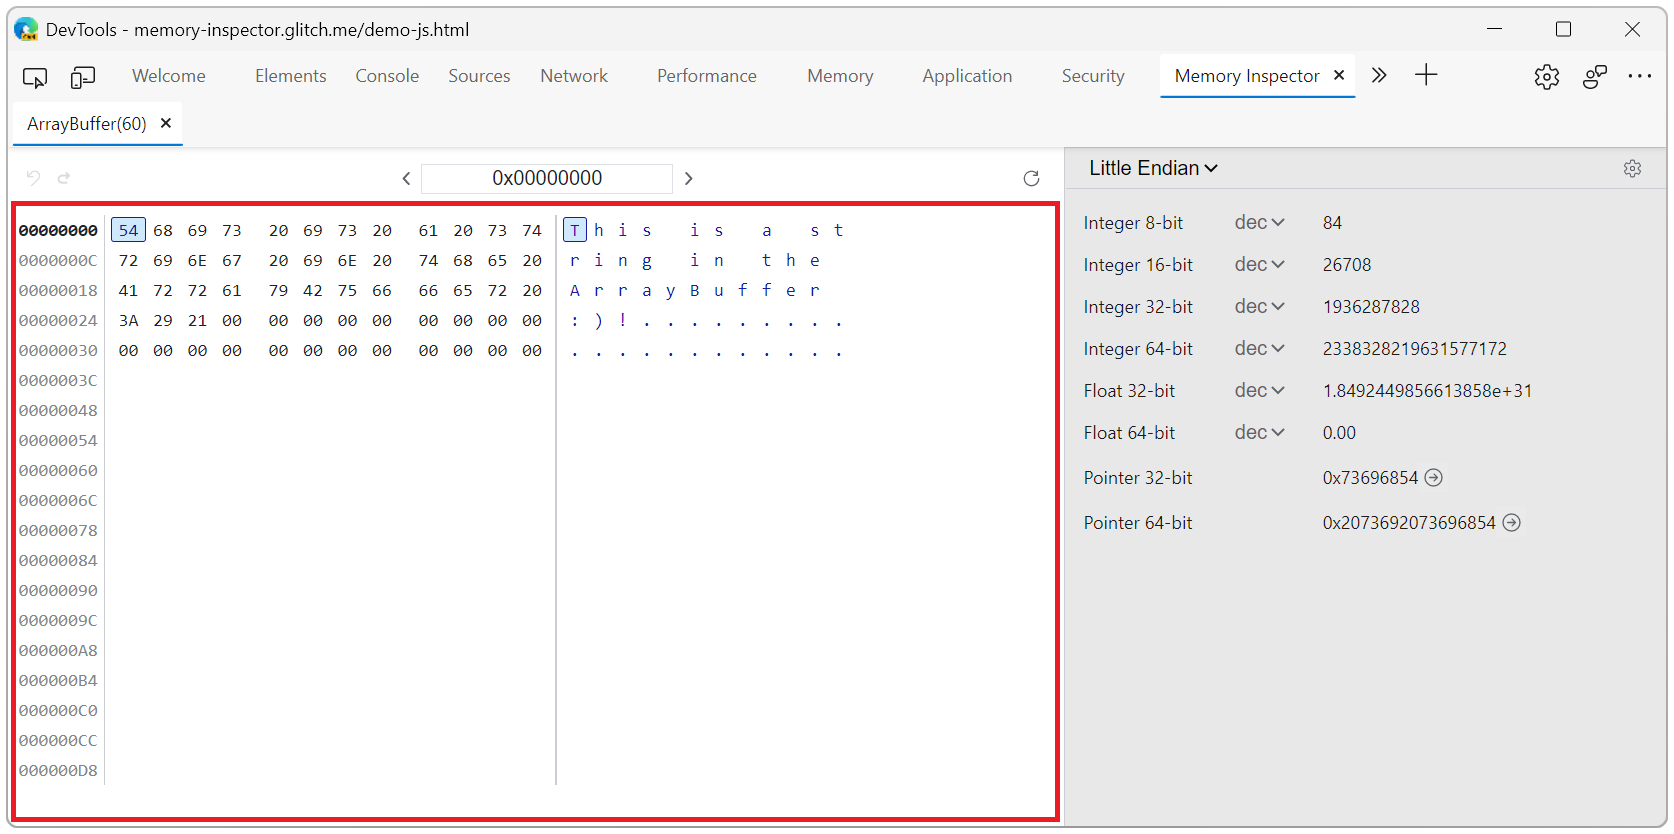 DevTools - memory-inspector.glitch.me/demo-js.html
Welcome Elements Console Sources Network Performance Memory Application Security Memory Inspector
ArrayBuffer(60)
0x00000000
Little Endian
00000000 54 68 69 73 20 69 73 20 61 20 73 74 T h i s i s a s t
0000000C 72 69 6E 67 20 69 6E 20 74 68 65 20 r i n g i n t h e
00000018 41 72 72 61 79 42 75 66 66 65 72 20 A r r a y B u f f e r
00000024 3A 29 21 00 00 00 00 00 00 00 00 00 : ) ! . . . . . . . . .
00000030 00 00 00 00 00 00 00 00 00 00 00 00 . . . . . . . . . . . .
0000003C
00000048
00000054
00000060
0000006C
00000078
00000084
00000090
0000009C
000000A8
000000B4
000000C0
000000CC
000000D8
Integer 8-bit dec 84
Integer 16-bit dec 26708
Integer 32-bit dec 1936287828
Integer 64-bit dec 2338328219631577172
Float 32-bit dec 1.8492449856613858e+31
Float 64-bit dec 0.00
Pointer 32-bit 0x73696854
Pointer 64-bit 0x2073692073696854